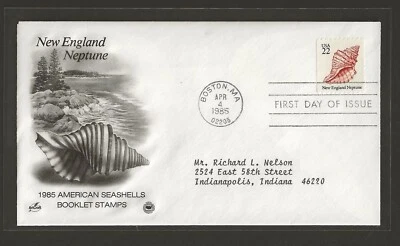 New England
Neptune
USA
22
New England Neptune
BOSTON, MA
APR
4
1985
FIRST DAY OF ISSUE
Mr. Richard L. Nelson
2524 East 58th Street
Indianapolis, Indiana 46220
1985 AMERICAN SEASHELLS
BOOKLET STAMPS